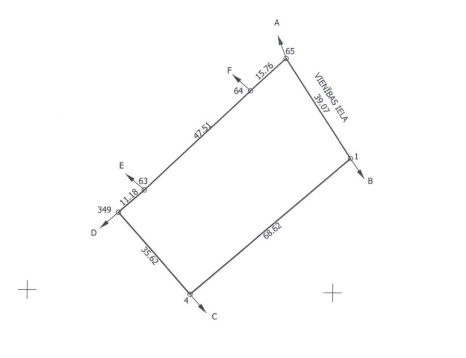 A
65
15.76
F
64
VIENĪBAS IELA
39.07
47.51
1
B
E
63
11.18
349
D
68.62
35.62
4
C